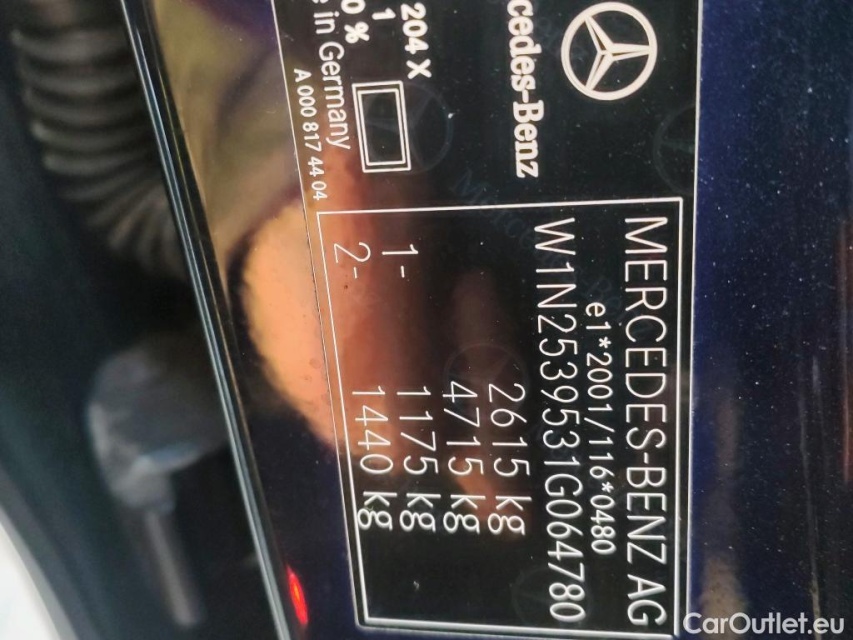 MERCEDES-BENZ AG
e1*2001/116*0480
W1N2539531G064780
2615 kg
4715 kg
1- 1175 kg
2- 1440 kg
cedes-Benz
204 X
1
0 %
in Germany
A 000 817 44 04
CarOutlet.eu